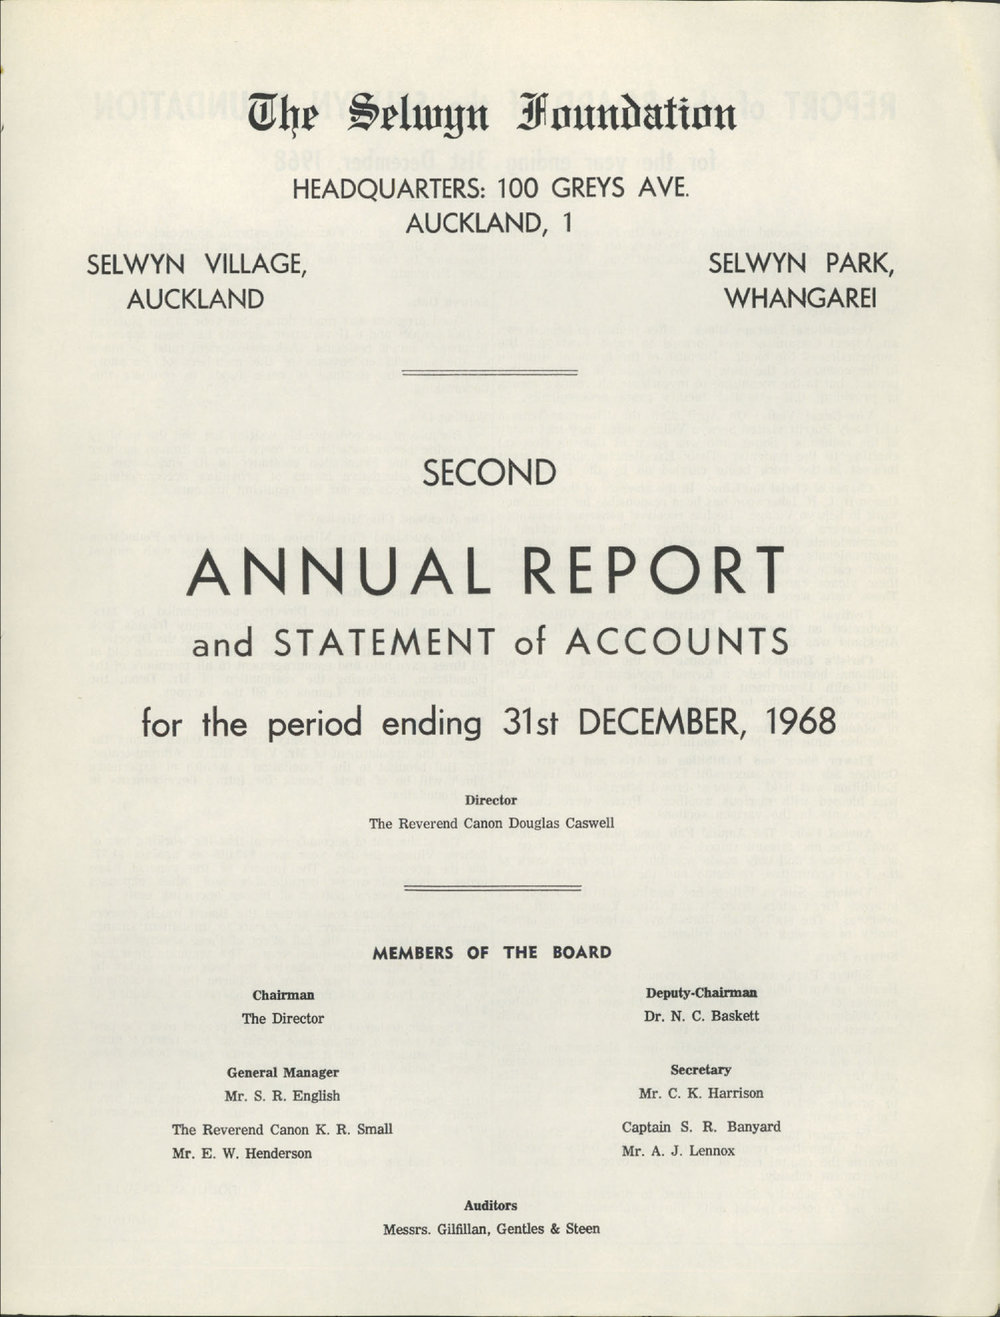 The Selwyn Foundation
HEADQUARTERS: 100 GREYS AVE.
AUCKLAND, 1
SELWYN VILLAGE,
AUCKLAND
SELWYN PARK,
WHANGAREI
SECOND
ANNUAL REPORT
and STATEMENT of ACCOUNTS
for the period ending 31st DECEMBER, 1968
Director
The Reverend Canon Douglas Caswell
MEMBERS OF THE BOARD
Chairman
The Director
Deputy-Chairman
Dr. N. C. Baskett
General Manager
Mr. S. R. English
Secretary
Mr. C. K. Harrison
The Reverend Canon K. R. Small
Mr. E. W. Henderson
Captain S. R. Banyard
Mr. A. J. Lennox
Auditors
Messrs. Gilfillan, Gentles & Steen